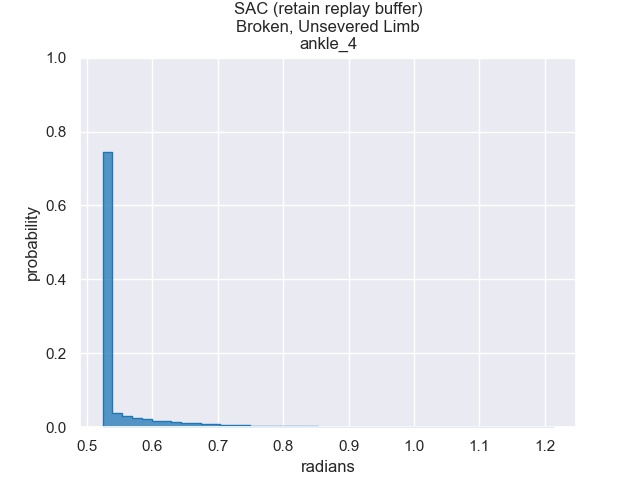 SAC (retain replay buffer)
Broken, Unsevered Limb
ankle_4
1.0
0.8
0.6
0.4
0.2
0.0
probability
0.5
0.6
0.7
0.8
0.9
1.0
1.1
1.2
radians